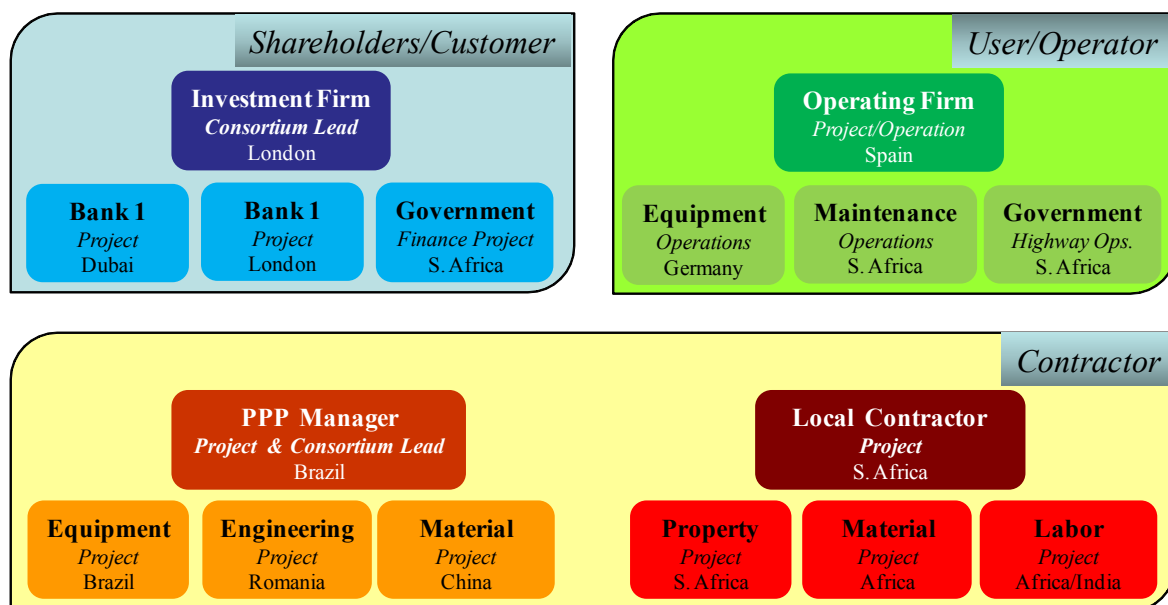 Shareholders/Customer
Investment Firm
Consortium Lead
London
Bank 1
Project
Dubai
Bank 1
Project
London
Government
Finance Project
S. Africa
User/Operator
Operating Firm
Project/Operation
Spain
Equipment
Operations
Germany
Maintenance
Operations
S. Africa
Government
Highway Ops.
S. Africa
Contractor
PPP Manager
Project & Consortium Lead
Brazil
Equipment
Project
Brazil
Engineering
Project
Romania
Material
Project
China
Local Contractor
Project
S. Africa
Property
Project
S. Africa
Material
Project
Africa
Labor
Project
Africa/India